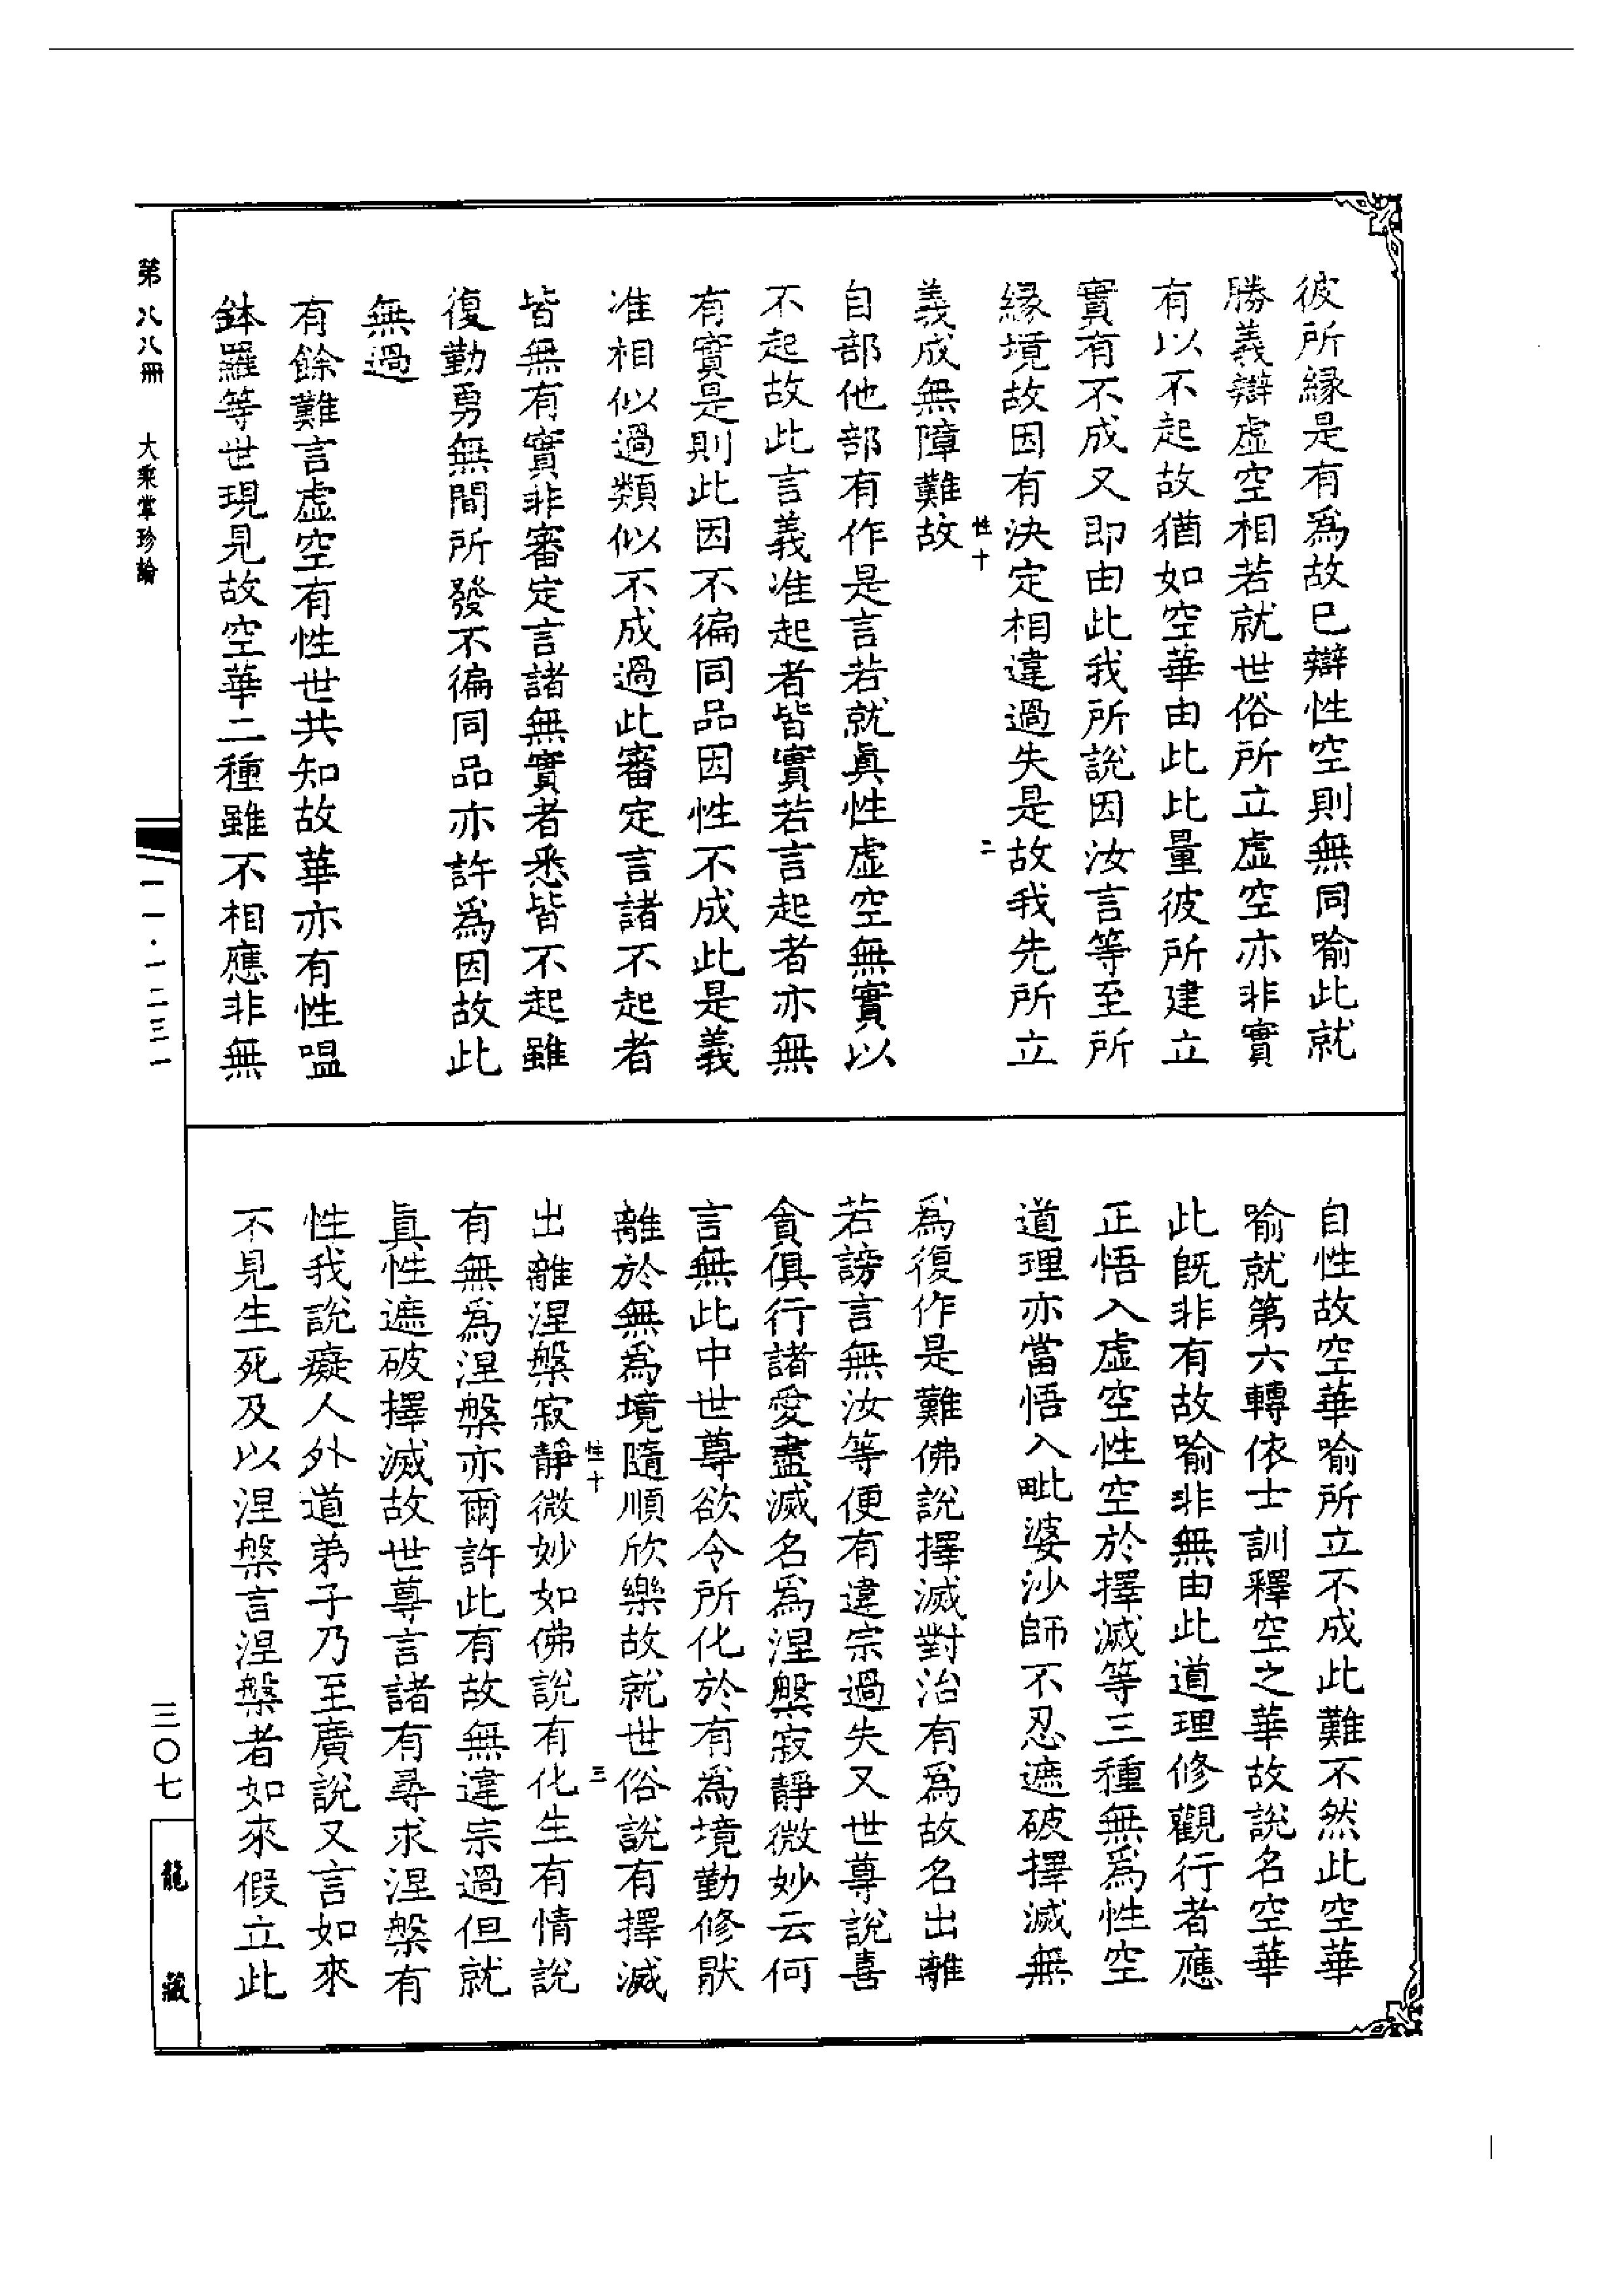 彼所緣是有爲故巳辯性空則無同喻此就
勝義辯虛空相若就世俗所立虛空亦非實
有以不起故猶如空華由此比量彼所建立
實有不成又即由此我所說因汝言等至所
緣境故因有決定相違過失是故我先所立
義成無障難故
性十 二
自部他部有作是言若就眞性虛空無實以
不起故此言義准起者皆實若言起者亦無
有實是則此因不徧同品因性不成此是義
准相似過類似不成過此審定言諸不起者
皆無有實非審定言諸無實者悉皆不起雖
復勤勇無間所發不徧同品亦許爲因故此
無過
有餘難言虛空有性世共知故華亦有性嗢
鉢羅等世現見故空華二種雖不相應非無
自性故空華喻所立不成此難不然此空華
喻就第六轉依士訓釋空之華故說名空華
此旣非有故喻非無由此道理修觀行者應
正悟入虛空性空於擇滅等三種無爲性空
道理亦當悟入毗婆沙師不忍遮破擇滅無
爲復作是難佛說擇滅對治有爲故名出離
若謗言無汝等便有違宗過失又世尊說喜
貪俱行諸愛盡滅名爲涅槃寂靜微妙云何
言無此中世尊欲令所化於有爲境勤修猒
離於無爲境隨順欣樂故就世俗說有擇滅
性十 三
出離涅槃寂靜微妙如佛說有化生有情說
有無爲涅槃亦爾許此有故無違宗過但就
眞性遮破擇滅故世尊言諸有尋求涅槃有
性我說癡人外道弟子乃至廣說又言如來
不見生死及以涅槃言涅槃者如來假立此
第八八冊 大乘掌珍論
一一·一二三一
三〇七
龍藏